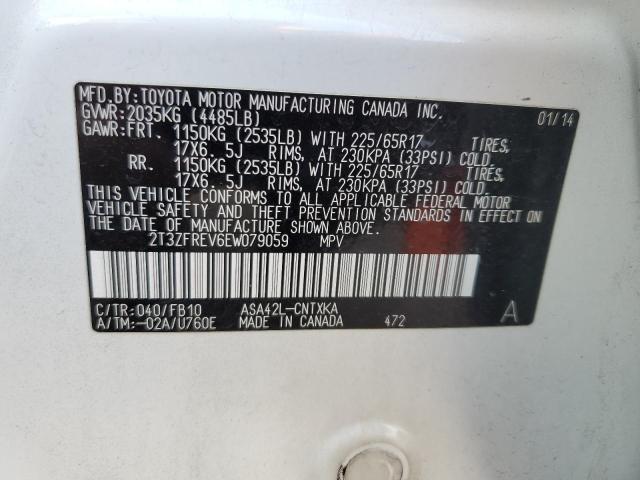 MFD.BY:TOYOTA MOTOR MANUFACTURING CANADA INC.
GVWR:2035KG (4485LB) 01/14
GAWR:FRT. 1150KG (2535LB) WITH 225/65R17 TIRES,
17X6.5J RIMS, AT 230KPA (33PSI) COLD.
RR. 1150KG (2535LB) WITH 225/65R17 TIRES,
17X6.5J RIMS, AT 230KPA (33PSI) COLD.
THIS VEHICLE CONFORMS TO ALL APPLICABLE FEDERAL MOTOR
VEHICLE SAFETY AND THEFT PREVENTION STANDARDS IN EFFECT ON
THE DATE OF MANUFACTURE SHOWN ABOVE.
2T3ZFREV6EW079059 MPV
C/TR:040/FB10 ASA42L-CNTXKA A
A/TM:-02A/U760E MADE IN CANADA 472